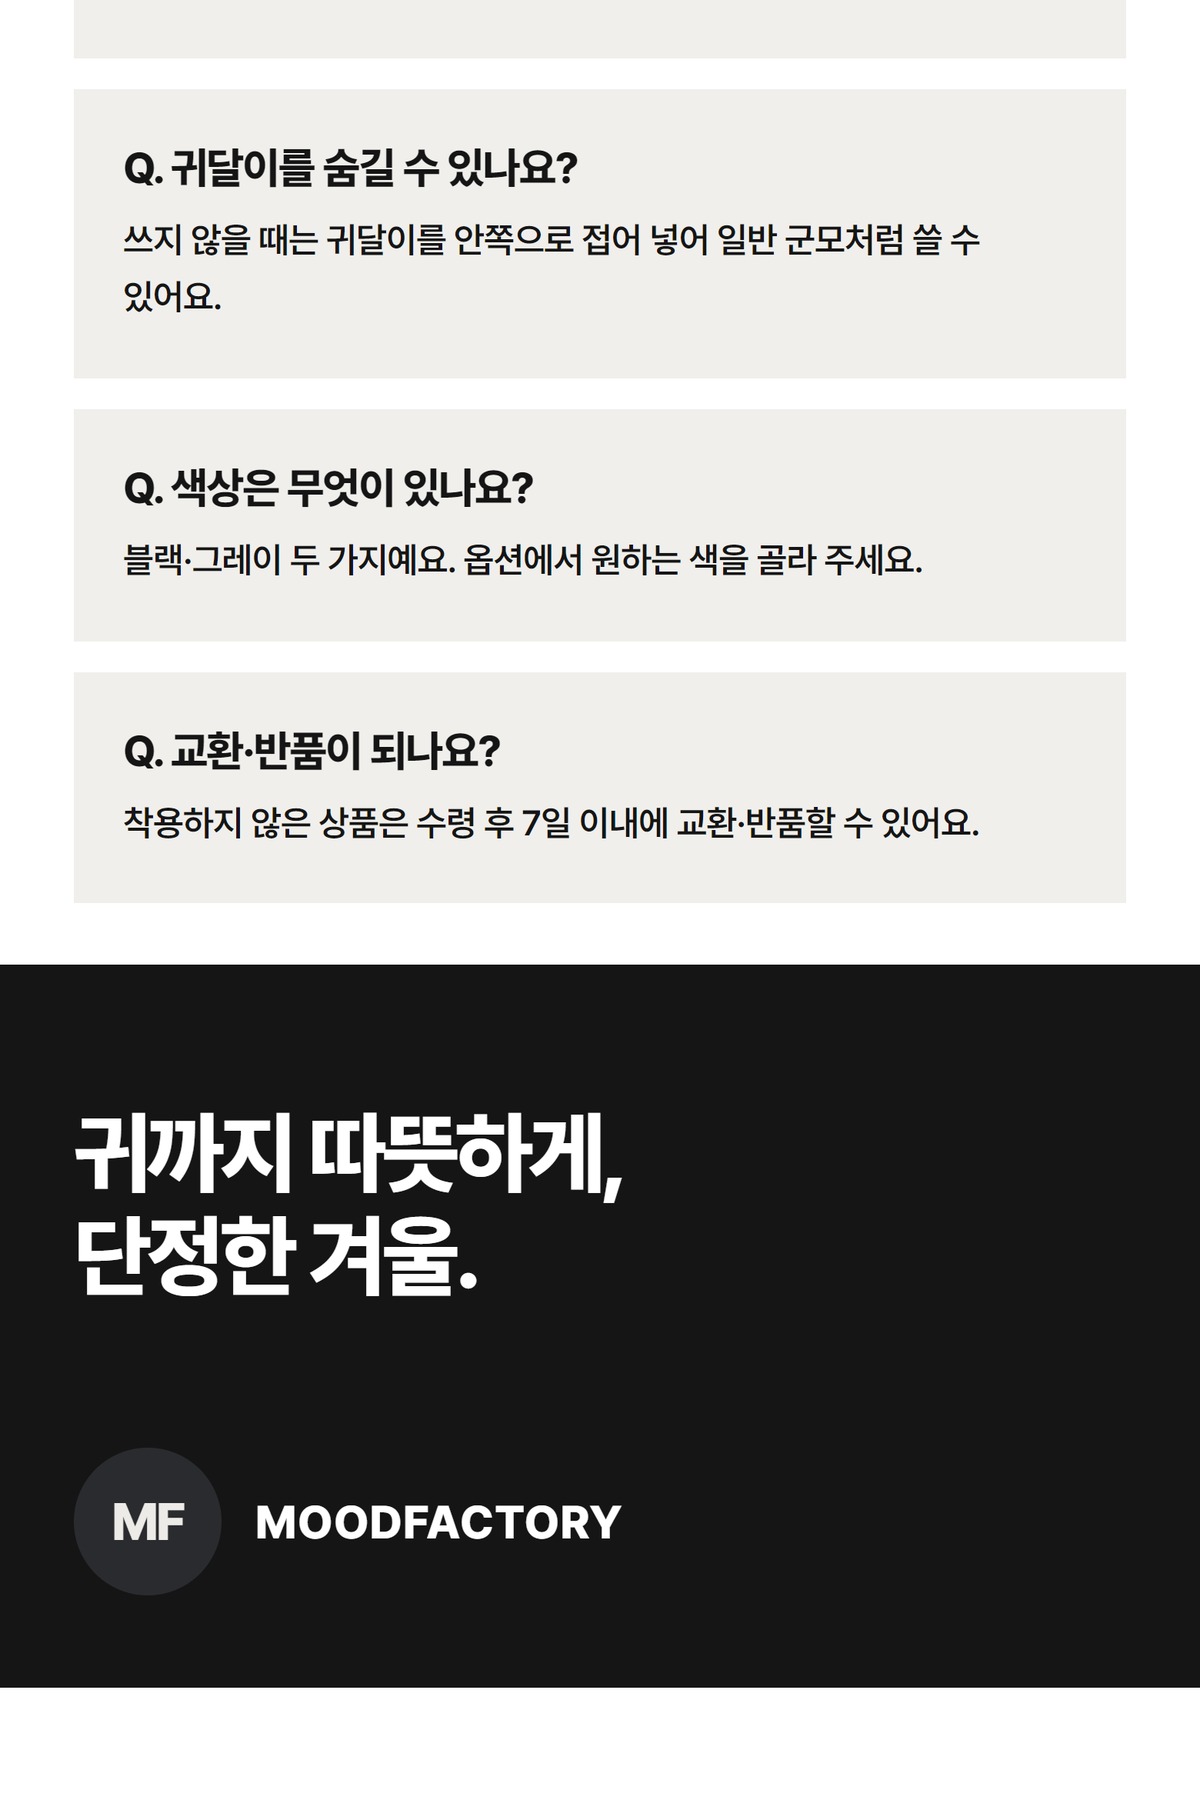 Q. 귀달이를 숨길 수 있나요?
쓰지 않을 때는 귀달이를 안쪽으로 접어 넣어 일반 군모처럼 쓸 수
있어요.
Q. 색상은 무엇이 있나요?
블랙·그레이 두 가지예요. 옵션에서 원하는 색을 골라 주세요.
Q. 교환·반품이 되나요?
착용하지 않은 상품은 수령 후 7일 이내에 교환·반품할 수 있어요.
귀까지 따뜻하게,
단정한 겨울.
MF
MOODFACTORY